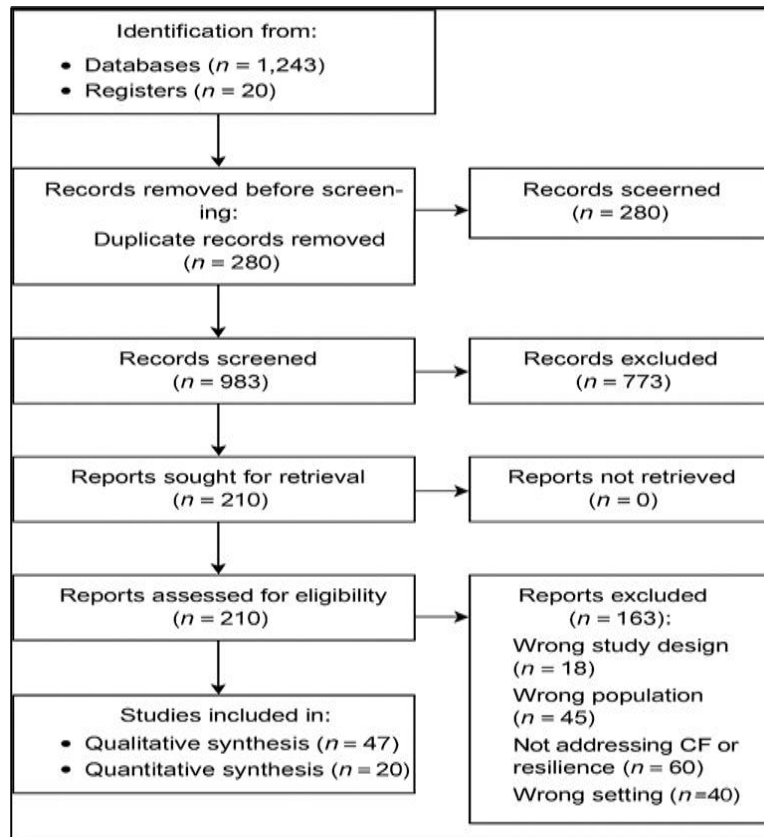 Identification from:
• Databases (n = 1,243)
• Registers (n = 20)
Records removed before screen-
ing:
Duplicate records removed
(n = 280)
Records sceerned
(n = 280)
Records screened
(n = 983)
Records excluded
(n = 773)
Reports sought for retrieval
(n = 210)
Reports not retrieved
(n = 0)
Reports assessed for eligibility
(n = 210)
Reports excluded
(n = 163):
Wrong study design
(n = 18)
Wrong population
(n = 45)
Not addressing CF or
resilience (n = 60)
Wrong setting (n=40)
Studies included in:
• Qualitative synthesis (n = 47)
• Quantitative synthesis (n = 20)